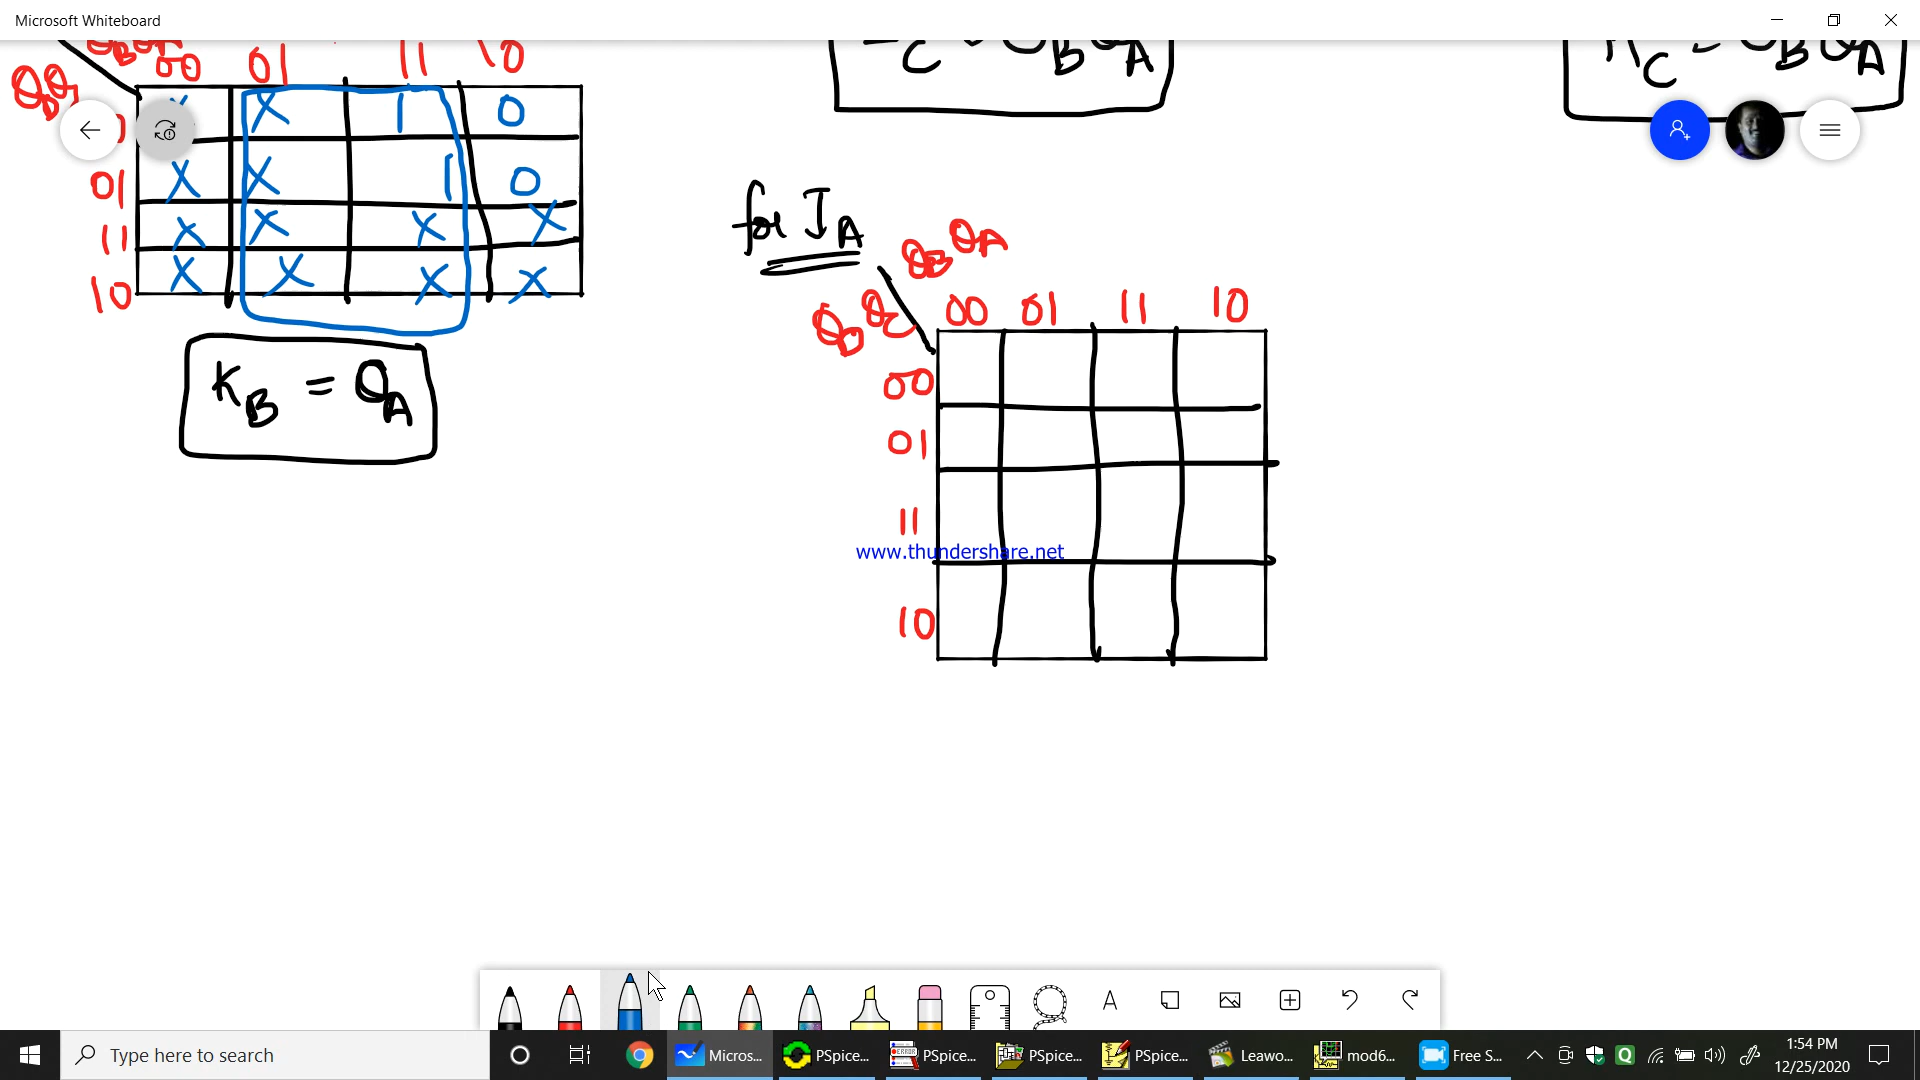 Microsoft Whiteboard
00 01 11 10
X X 1 0
01 X X 1 0
11 X X X X
10 X X X X
K_B = Q_A
for J_A
Q_B Q_A
Q_D Q_C
00 01 11 10
00
01
11
10
www.thundershare.net
A
Type here to search
Micros...
PSpice...
PSpice...
PSpice...
PSpice...
Leawo...
mod6...
Free S...
1:54 PM
12/25/2020